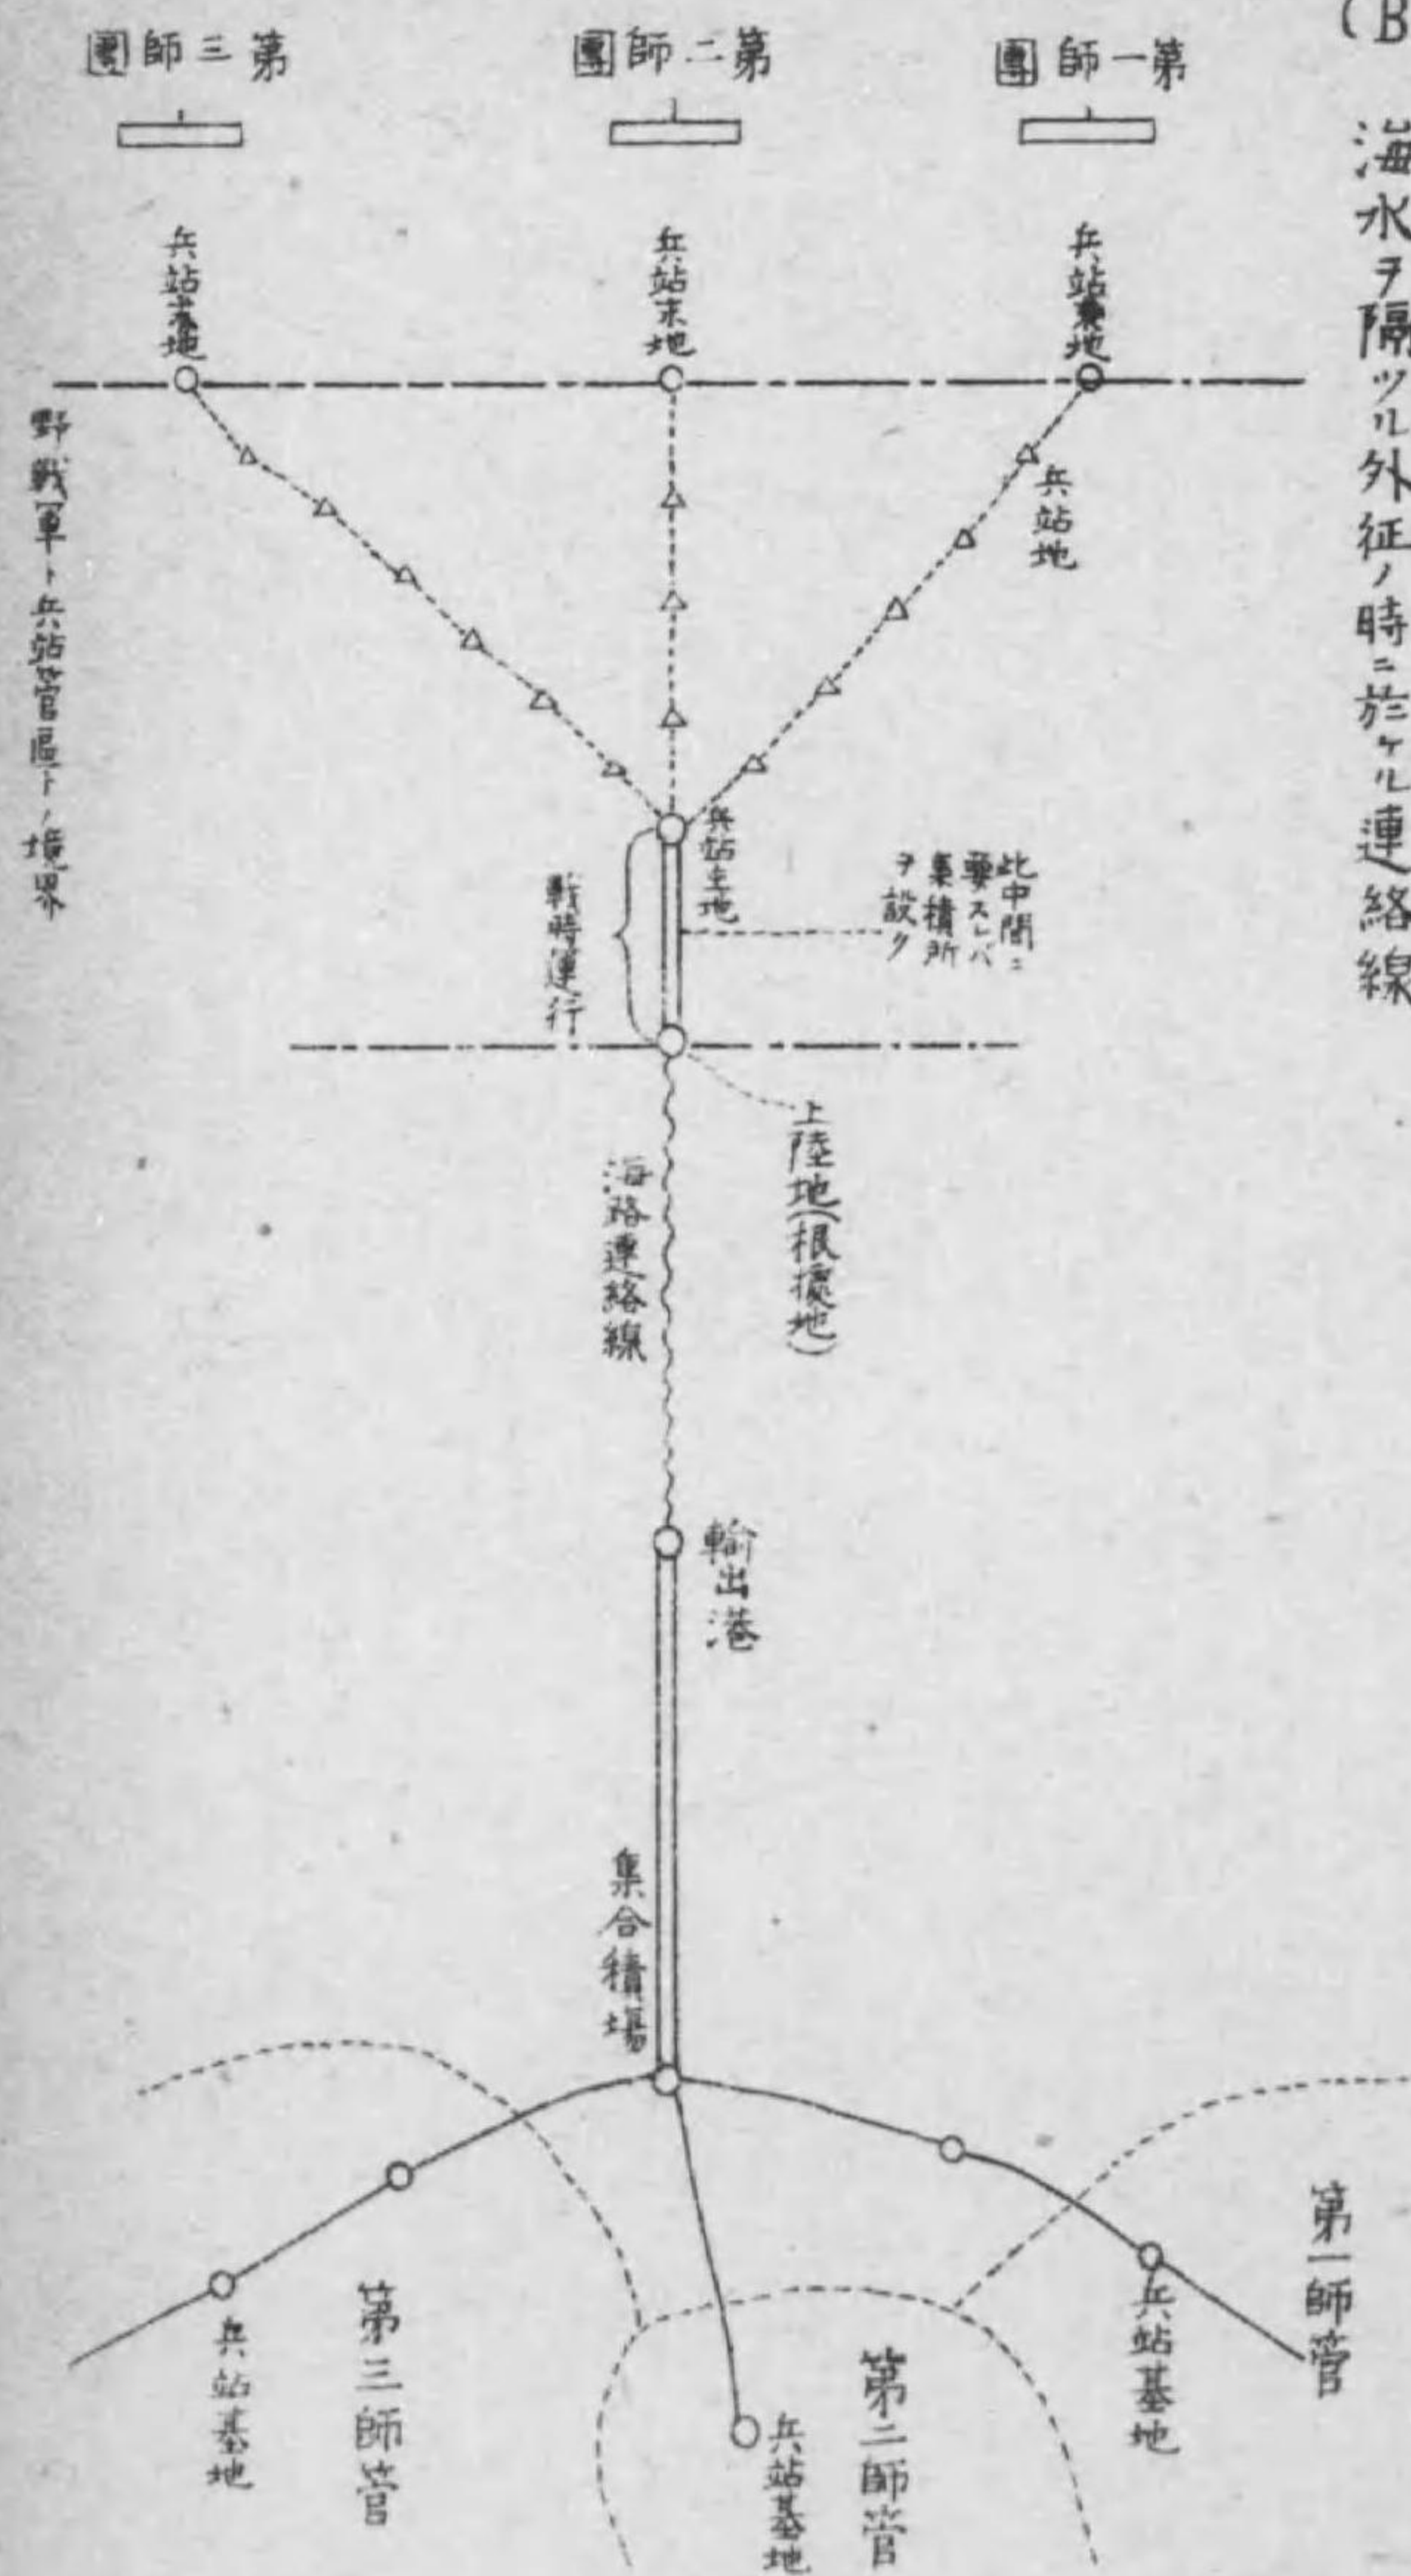 (B
海水ヲ隔ツル外征ノ時ニ於ケル連絡線
第一師團
第二師團
第三師團
兵站末地
兵站末地
兵站末地
兵站地
野戰軍ト兵站管區トノ境界
兵站主地
此中間ニ
要スレバ
集積所
ヲ設ク
戰時運行
上陸地(根據地)
海路連絡線
輸出港
集合積場
第一師管
兵站基地
第二師管
兵站基地
第三師管
兵站基地